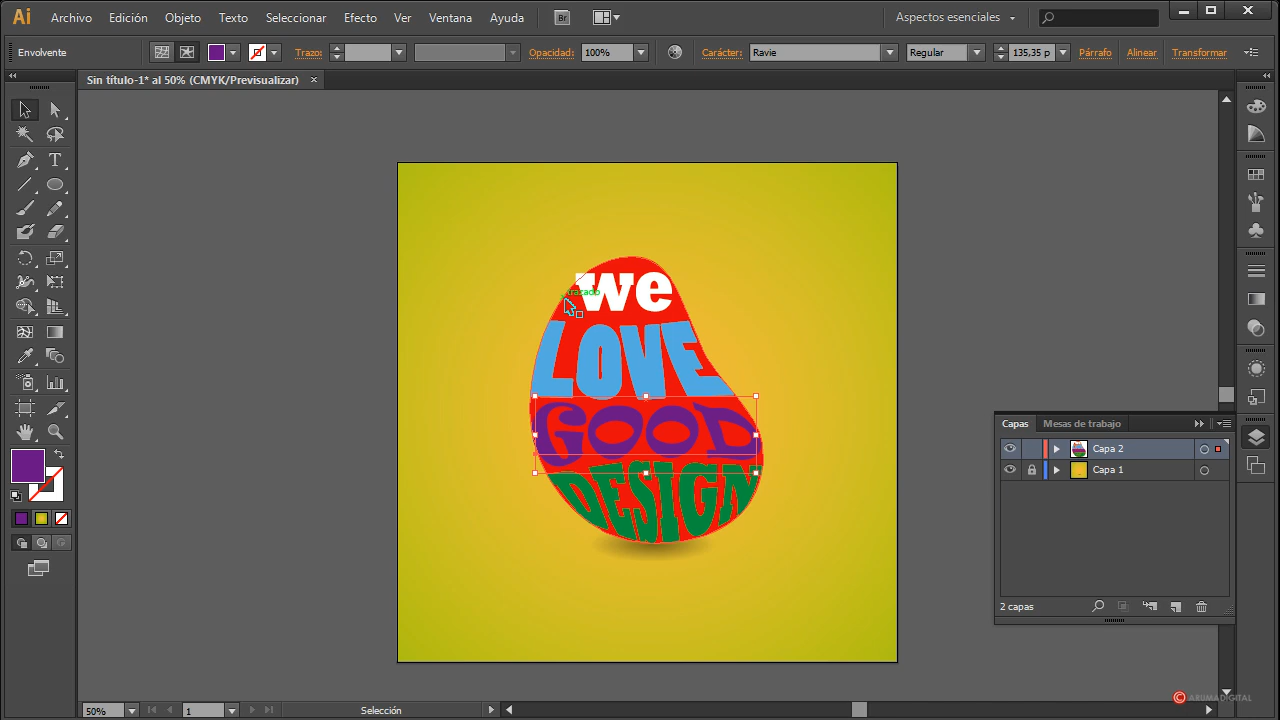 Ai Archivo Edición Objeto Texto Seleccionar Efecto Ver Ventana Ayuda Br Aspectos esenciales
Envolvente Trazo: Opacidad: 100% Carácter: Ravie Regular 135,35 p Párrafo Alinear Transformar
Sin título-1* al 50% (CMYK/Previsualizar)
we
trazado
LOVE
GOOD
DESIGN
Capas Mesas de trabajo
Capa 2
Capa 1
2 capas
50% 1 Selección
© ARUMADIGITAL